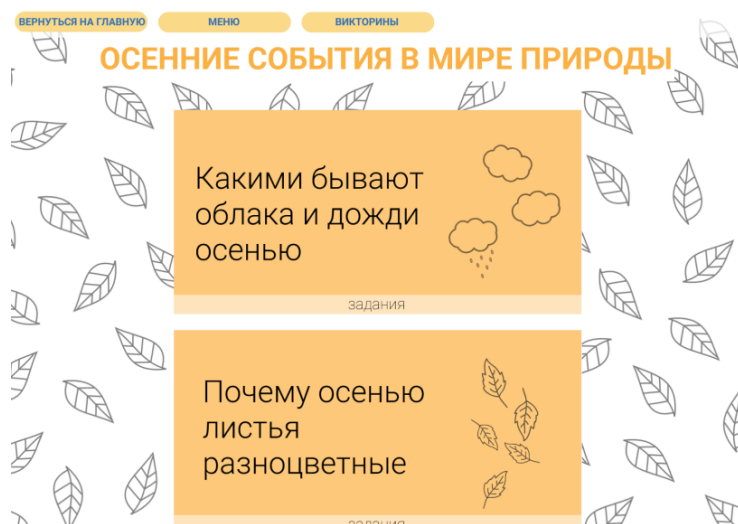 ВЕРНУТЬСЯ НА ГЛАВНУЮ
МЕНЮ
ВИКТОРИНЫ
ОСЕННИЕ СОБЫТИЯ В МИРЕ ПРИРОДЫ
Какими бывают
облака и дожди
осенью
задания
Почему осенью
листья
разноцветные
задания